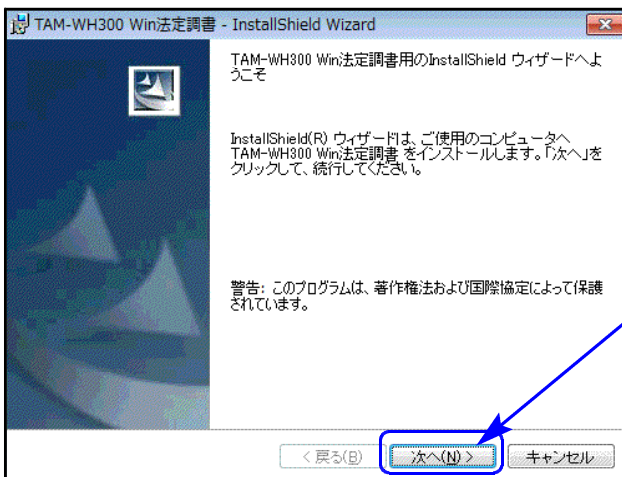 TAM-WH300 Win法定調書 - InstallShield Wizard
TAM-WH300 Win法定調書用のInstallShield ウィザードへよ
うこそ
InstallShield(R) ウィザードは、ご使用のコンピュータへ
TAM-WH300 Win法定調書 をインストールします。「次へ」を
クリックして、続行してください。
警告: このプログラムは、著作権法および国際協定によって保護
されています。
< 戻る(B)
次へ(N) >
キャンセル